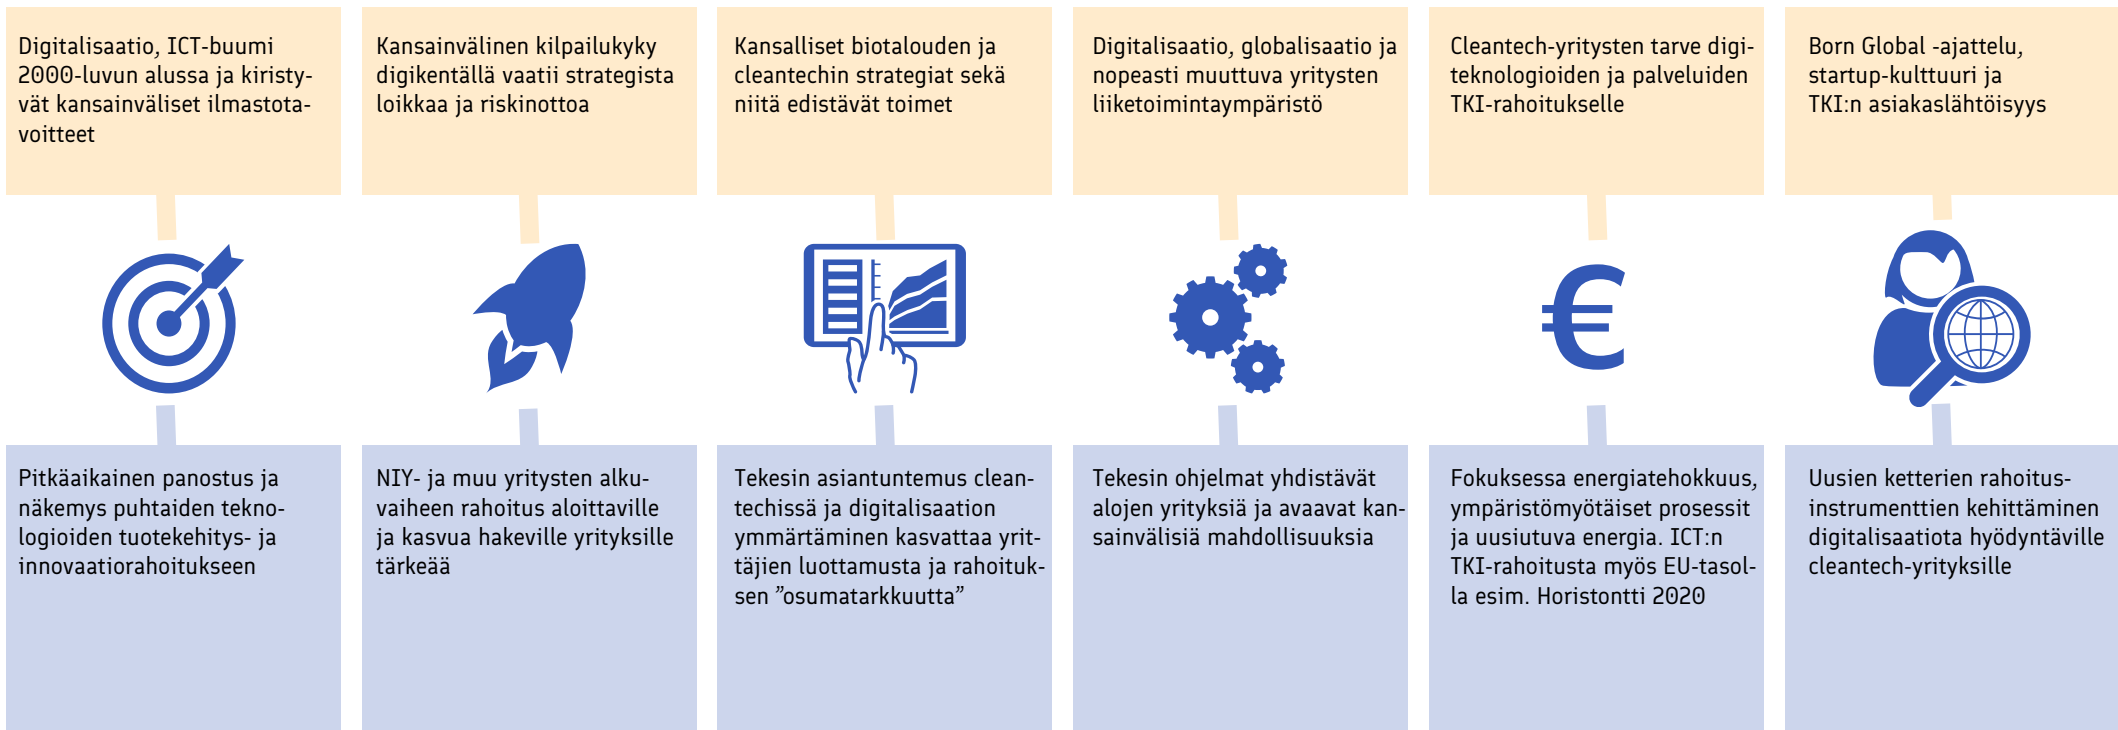 Digitalisaatio, ICT-buumi
2000-luvun alussa ja kiristy-
vät kansainväliset ilmastota-
voitteet
Kansainvälinen kilpailukyky
digikentällä vaatii strategista
loikkaa ja riskinottoa
Kansalliset biotalouden ja
cleantechin strategiat sekä
niitä edistävät toimet
Digitalisaatio, globalisaatio ja
nopeasti muuttuva yritysten
liiketoimintaympäristö
Cleantech-yritysten tarve digi-
teknologioiden ja palveluiden
TKI-rahoitukselle
Born Global -ajattelu,
startup-kulttuuri ja
TKI:n asiakaslähtöisyys
€
Pitkäaikainen panostus ja
näkemys puhtaiden tekno-
logioiden tuotekehitys- ja
innovaatiorahoitukseen
NIY- ja muu yritysten alku-
vaiheen rahoitus aloittaville
ja kasvua hakeville yrityksille
tärkeää
Tekesin asiantuntemus clean-
techissä ja digitalisaation
ymmärtäminen kasvattaa yrit-
täjien luottamusta ja rahoituk-
sen ”osumatarkkuutta”
Tekesin ohjelmat yhdistävät
alojen yrityksiä ja avaavat kan-
sainvälisiä mahdollisuuksia
Fokuksessa energiatehokkuus,
ympäristömyötäiset prosessit
ja uusiutuva energia. ICT:n
TKI-rahoitusta myös EU-tasol-
la esim. Horistontti 2020
Uusien ketterien rahoitus-
instrumenttien kehittäminen
digitalisaatiota hyödyntäville
cleantech-yrityksille